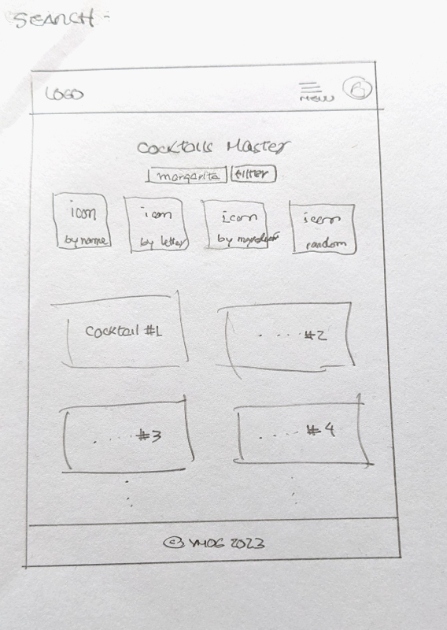 SEARCH -
LOGO
MENU
Cocktails Master
margarita filter
icon by name
icon by letter
icon
by
icon random
Cocktail #1
.... #2
.... #3
.... #4
© YMOG 2023